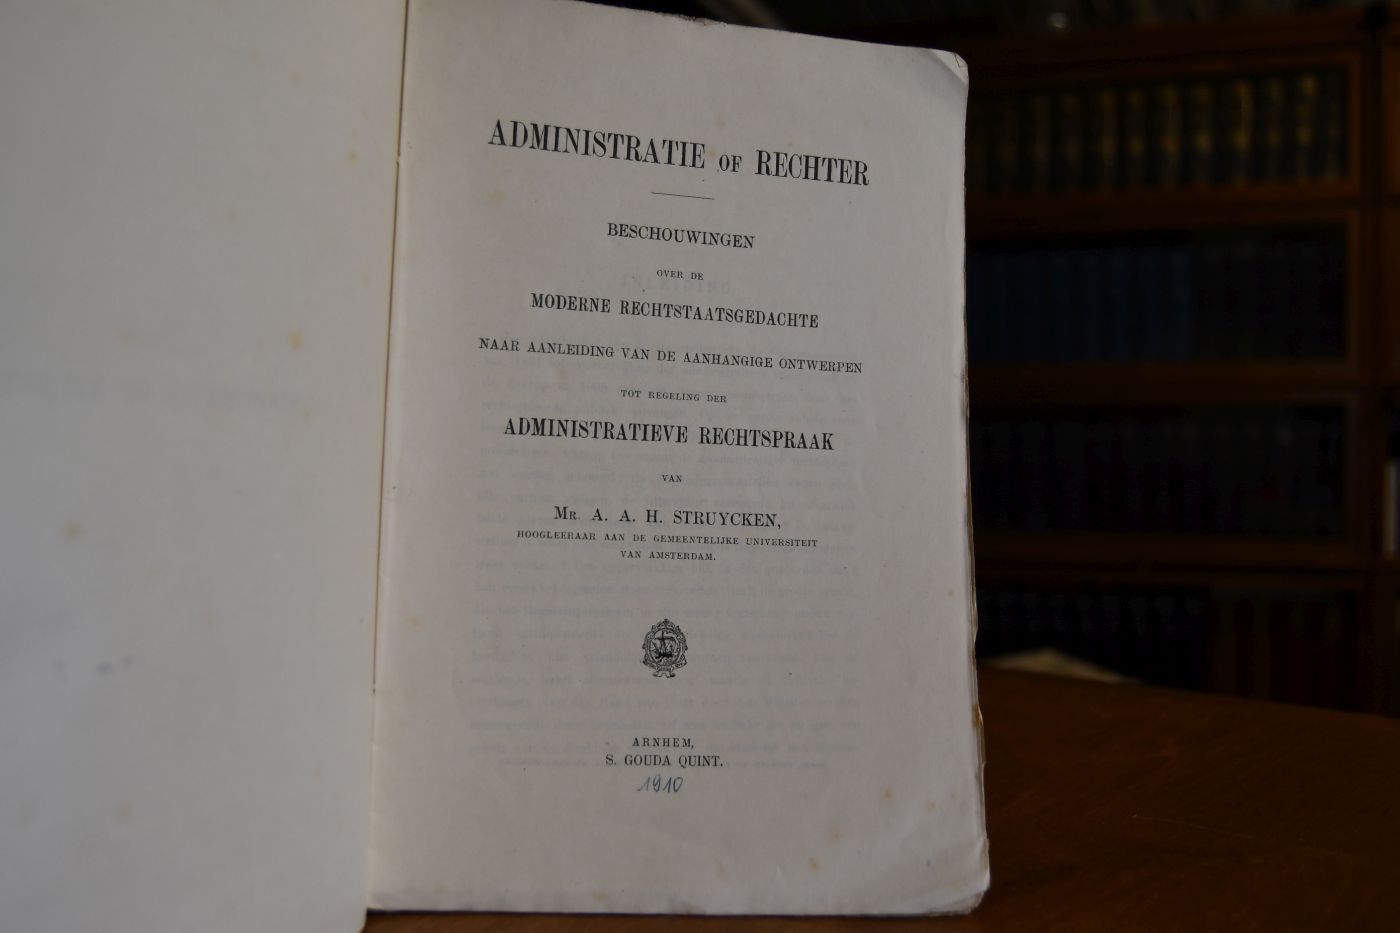 ADMINISTRATIE OF RECHTER
BESCHOUWINGEN
OVER DE
MODERNE RECHTSTAATSGEDACHTE
NAAR AANLEIDING VAN DE AANHANGIGE ONTWERPEN
TOT REGELING DER
ADMINISTRATIEVE RECHTSPRAAK
VAN
MR. A. A. H. STRUYCKEN,
HOOGLEERAAR AAN DE GEMEENTELIJKE UNIVERSITEIT
VAN AMSTERDAM.
ARNHEM,
S. GOUDA QUINT.
1910